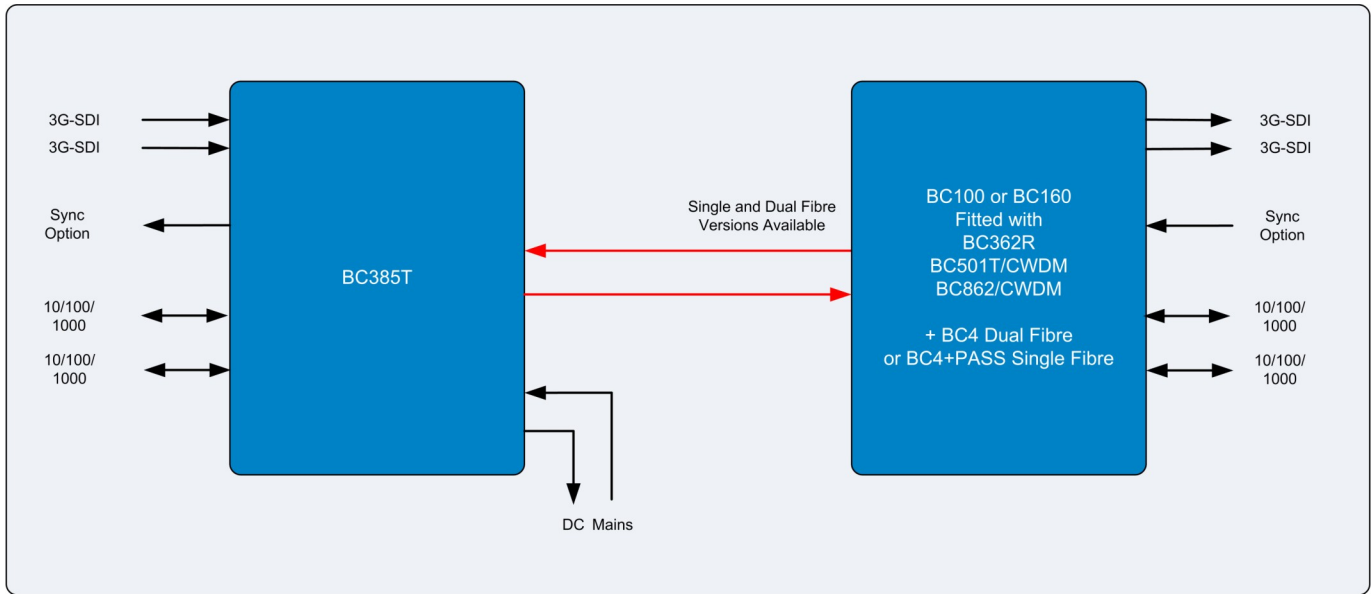 3G-SDI
3G-SDI
Sync
Option
10/100/
1000
10/100/
1000
BC385T
Single and Dual Fibre
Versions Available
DC Mains
BC100 or BC160
Fitted with
BC362R
BC501T/CWDM
BC862/CWDM
+ BC4 Dual Fibre
or BC4+PASS Single Fibre
3G-SDI
3G-SDI
Sync
Option
10/100/
1000
10/100/
1000